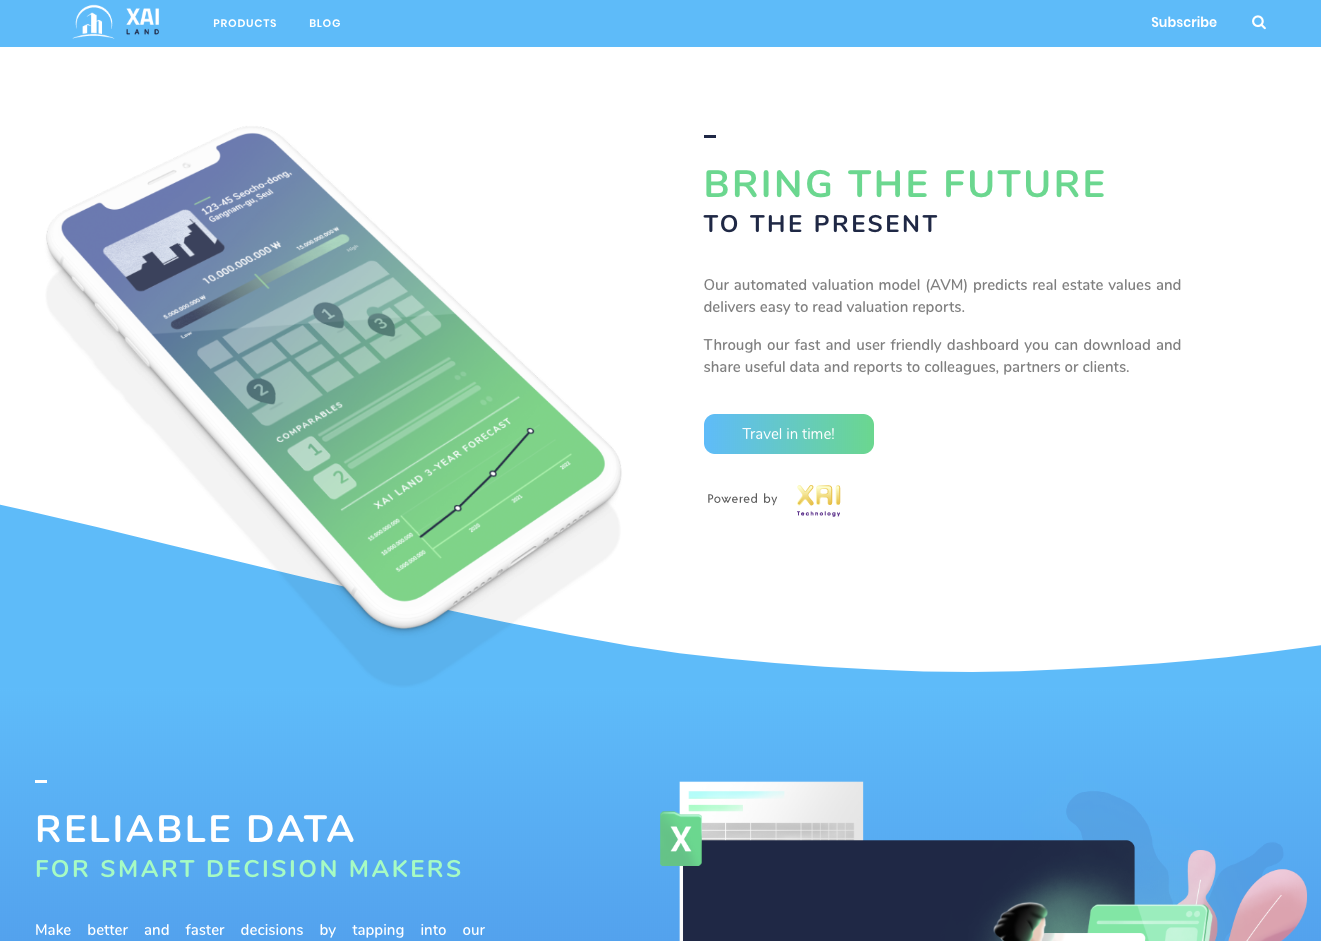 XAI
LAND
PRODUCTS
BLOG
Subscribe
123-45 Seocho-dong,
Gangnam-gu, Seul
10.000.000.000 W
15.000.000.000 W
5.000.000.000 W
High
Low
1
3
2
COMPARABLES
1
2
XAI LAND 3-YEAR FORECAST
15.000.000.000
10.000.000.000
5.000.000.000
2021
BRING THE FUTURE
TO THE PRESENT
Our automated valuation model (AVM) predicts real estate values and
delivers easy to read valuation reports.
Through our fast and user friendly dashboard you can download and
share useful data and reports to colleagues, partners or clients.
Travel in time!
Powered by
XAI
Technology
RELIABLE DATA
FOR SMART DECISION MAKERS
Make better and faster decisions by tapping into our
X